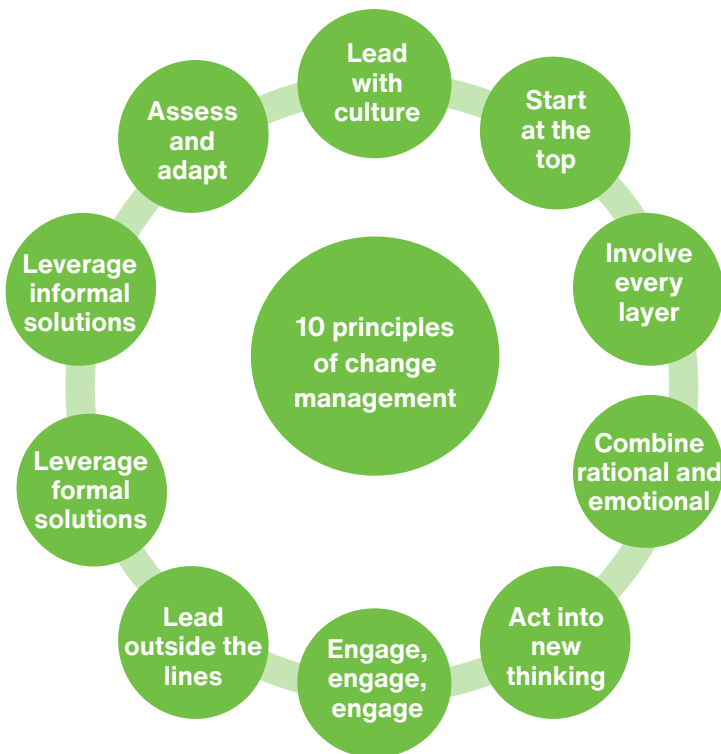 10 principles
of change
management
Lead
with
culture
Start
at the
top
Involve
every
layer
Combine
rational and
emotional
Act into
new
thinking
Engage,
engage,
engage
Lead
outside the
lines
Leverage
formal
solutions
Leverage
informal
solutions
Assess
and
adapt